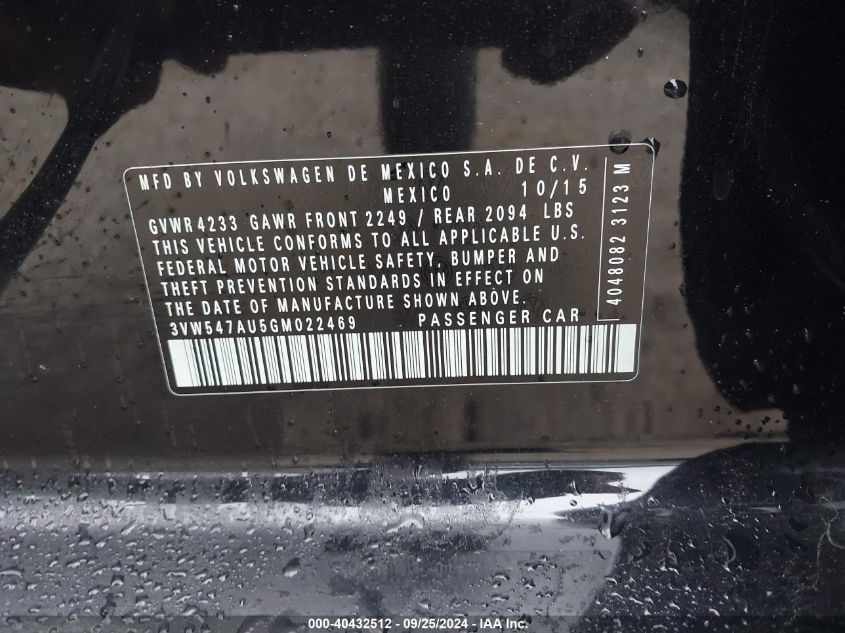 MFD BY VOLKSWAGEN DE MEXICO S.A. DE C.V.
MEXICO 10/15
GVWR 4233 GAWR FRONT 2249 / REAR 2094 LBS
THIS VEHICLE CONFORMS TO ALL APPLICABLE U.S.
FEDERAL MOTOR VEHICLE SAFETY, BUMPER AND
THEFT PREVENTION STANDARDS IN EFFECT ON
THE DATE OF MANUFACTURE SHOWN ABOVE.
3VW547AU5GM022469 PASSENGER CAR
4048082 3123 M
000-40432512 - 09/25/2024 - IAA Inc.